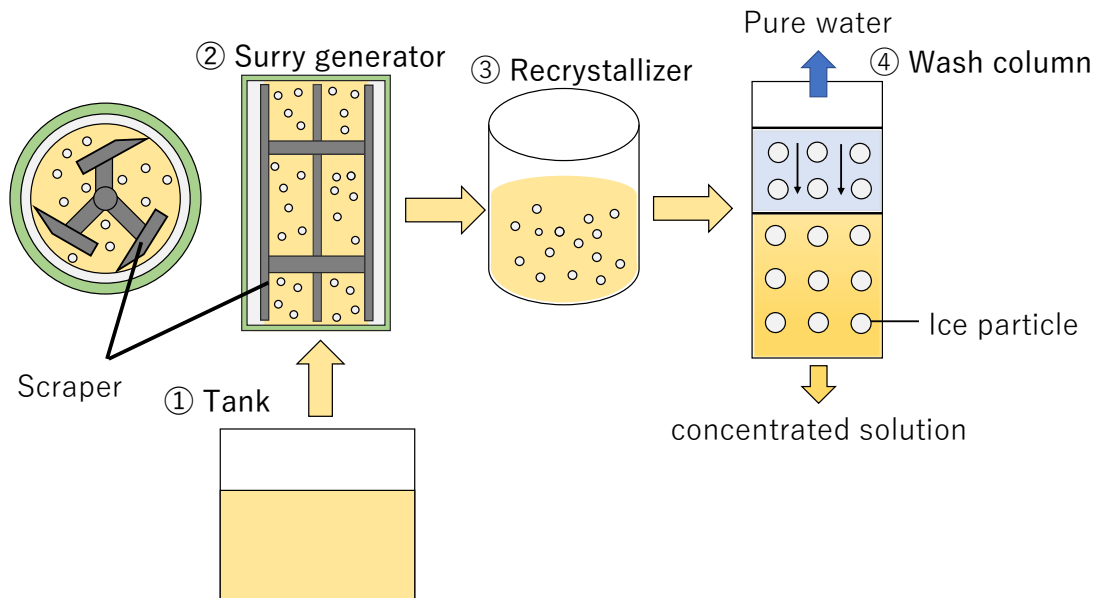 Pure water
② Surry generator
③ Recrystallizer
④ Wash column
Ice particle
Scraper
① Tank
concentrated solution